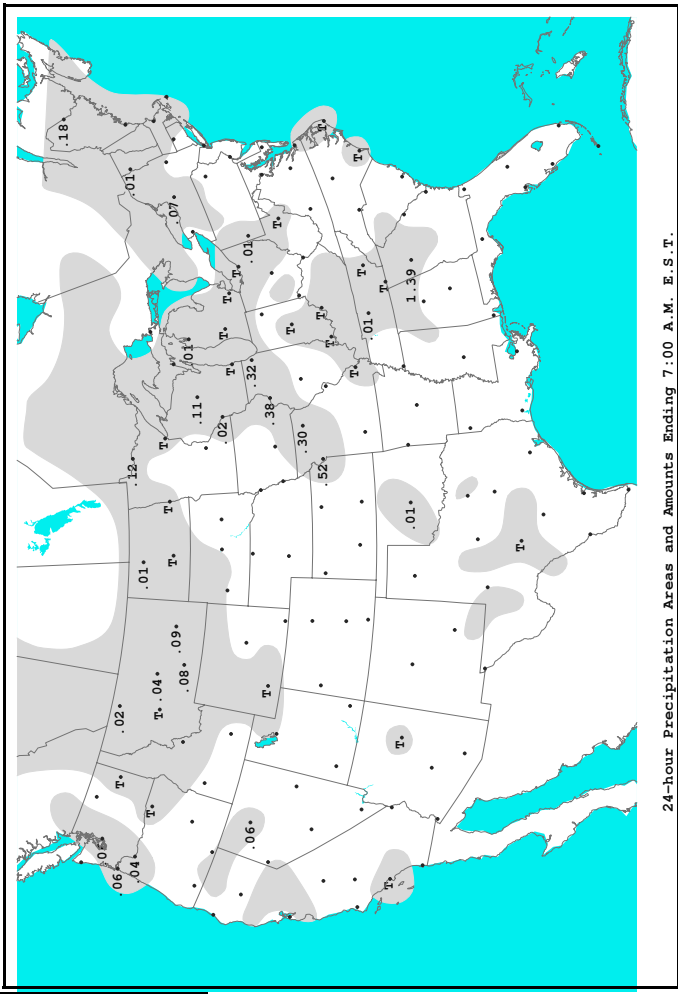 .18
0
.06
.02
T
.01
.12
.04
.01
T
.04
T
T
T
T
.07
.09
.08
.01
.11
.02
T
T
T
T
.01
.06
.32
T
.38
T
T
.30
T
.52
T
T
T
T
T
.01
T
T
T
.01
1.39
T
24-hour Precipitation Areas and Amounts Ending 7:00 A.M. E.S.T.